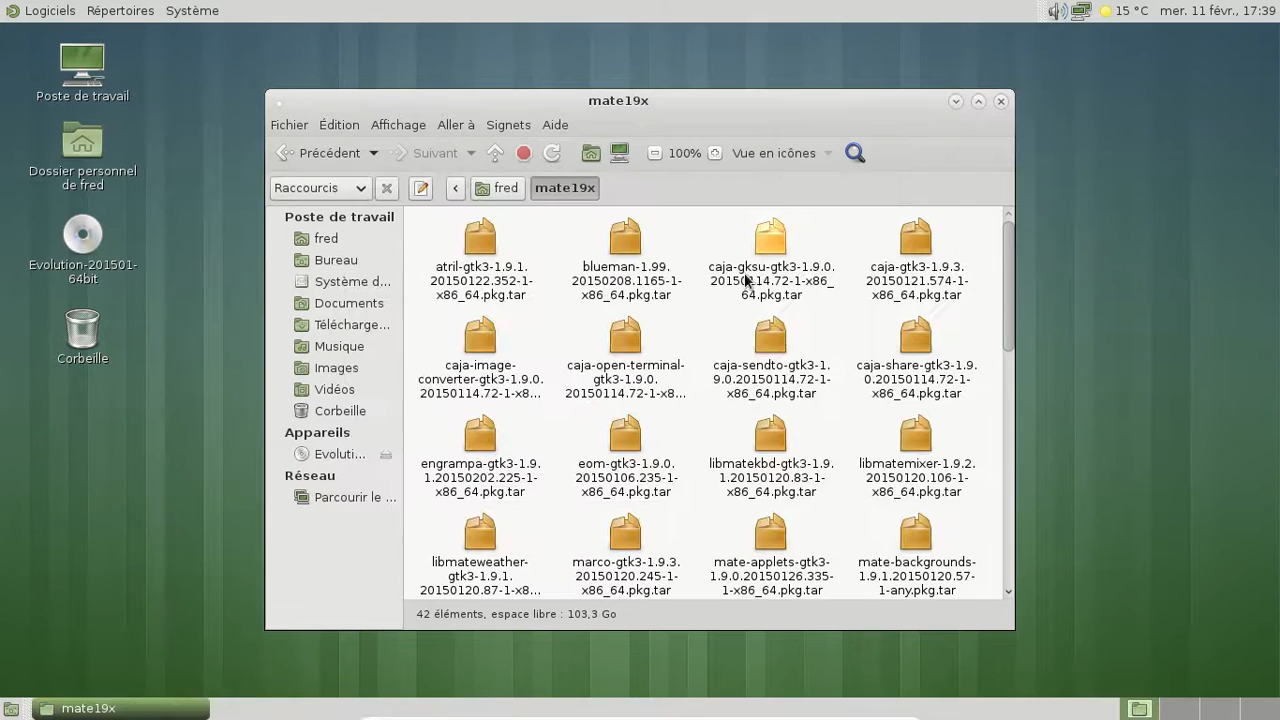 Logiciels Répertoires Système
15 °C mer. 11 févr., 17:39
Poste de travail
Dossier personnel
de fred
Evolution-201501-
64bit
Corbeille
mate19x
Fichier Édition Affichage Aller à Signets Aide
Précédent Suivant 100% Vue en icônes
Raccourcis fred mate19x
Poste de travail
fred
Bureau
Système d...
Documents
Télécharge...
Musique
Images
Vidéos
Corbeille
Appareils
Evoluti...
Réseau
Parcourir le ...
atril-gtk3-1.9.1.
20150122.352-1-
x86_64.pkg.tar
blueman-1.99.
20150208.1165-1-
x86_64.pkg.tar
caja-gksu-gtk3-1.9.0.
20150114.72-1-x86_
64.pkg.tar
caja-gtk3-1.9.3.
20150121.574-1-
x86_64.pkg.tar
caja-image-
converter-gtk3-1.9.0.
20150114.72-1-x8...
caja-open-terminal-
gtk3-1.9.0.
20150114.72-1-x8...
caja-sendto-gtk3-1.
9.0.20150114.72-1-
x86_64.pkg.tar
caja-share-gtk3-1.9.
0.20150114.72-1-
x86_64.pkg.tar
engrampa-gtk3-1.9.
1.20150202.225-1-
x86_64.pkg.tar
eom-gtk3-1.9.0.
20150106.235-1-
x86_64.pkg.tar
libmatekbd-gtk3-1.9.
1.20150120.83-1-
x86_64.pkg.tar
libmatemixer-1.9.2.
20150120.106-1-
x86_64.pkg.tar
libmateweather-
gtk3-1.9.1.
20150120.87-1-x8...
marco-gtk3-1.9.3.
20150120.245-1-
x86_64.pkg.tar
mate-applets-gtk3-
1.9.0.20150126.335-
1-x86_64.pkg.tar
mate-backgrounds-
1.9.1.20150120.57-
1-any.pkg.tar
42 éléments, espace libre : 103,3 Go
mate19x